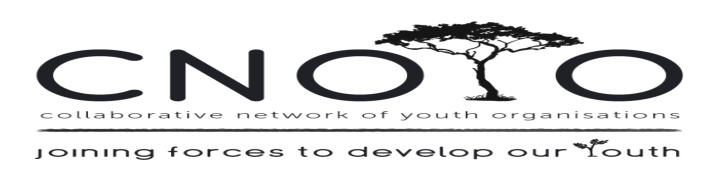 CNOYO
collaborative network of youth organisations
joining forces to develop our Youth